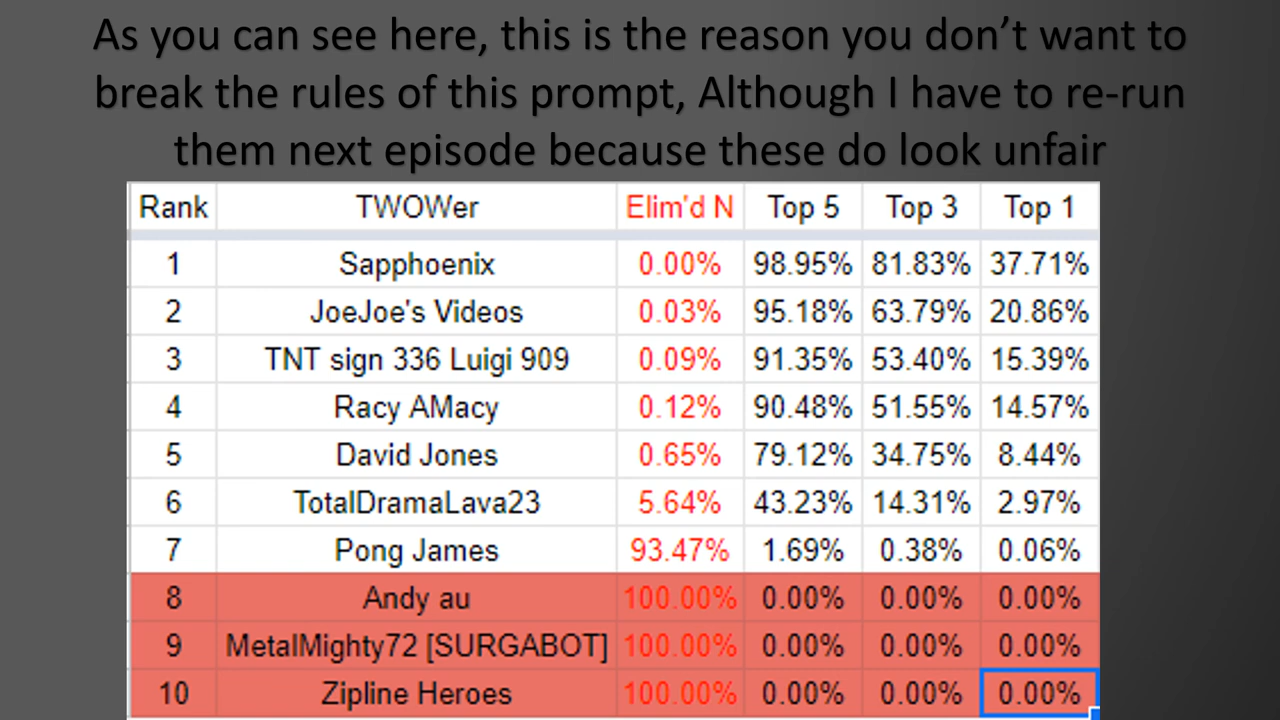 As you can see here, this is the reason you don’t want to
break the rules of this prompt, Although I have to re-run
them next episode because these do look unfair
Rank TWOWer Elim'd N Top 5 Top 3 Top 1
1 Sapphoenix 0.00% 98.95% 81.83% 37.71%
2 JoeJoe's Videos 0.03% 95.18% 63.79% 20.86%
3 TNT sign 336 Luigi 909 0.09% 91.35% 53.40% 15.39%
4 Racy AMacy 0.12% 90.48% 51.55% 14.57%
5 David Jones 0.65% 79.12% 34.75% 8.44%
6 TotalDramaLava23 5.64% 43.23% 14.31% 2.97%
7 Pong James 93.47% 1.69% 0.38% 0.06%
8 Andy au 100.00% 0.00% 0.00% 0.00%
9 MetalMighty72 [SURGABOT] 100.00% 0.00% 0.00% 0.00%
10 Zipline Heroes 100.00% 0.00% 0.00% 0.00%